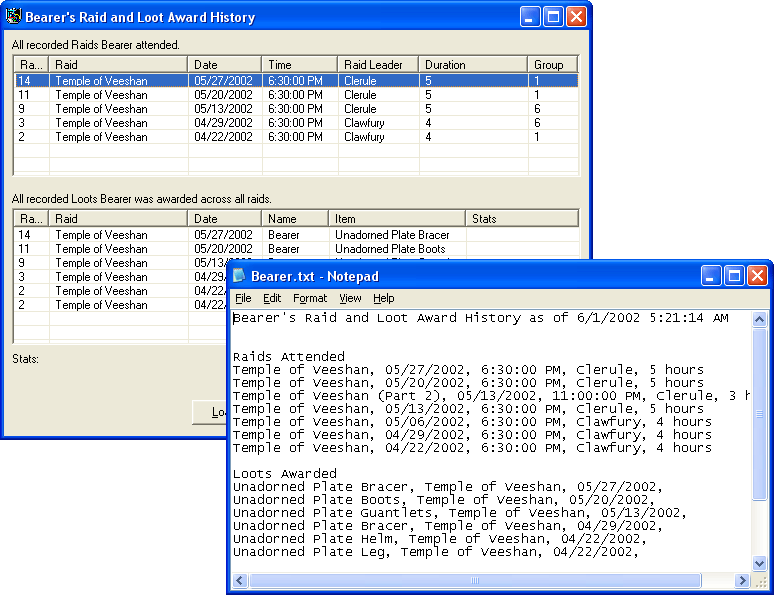 Bearer's Raid and Loot Award History
All recorded Raids Bearer attended.
Ra... Raid Date Time Raid Leader Duration Group
14 Temple of Veeshan 05/27/2002 6:30:00 PM Clerule 5 1
11 Temple of Veeshan 05/20/2002 6:30:00 PM Clerule 5 1
9 Temple of Veeshan 05/13/2002 6:30:00 PM Clerule 5 6
3 Temple of Veeshan 04/29/2002 6:30:00 PM Clawfury 4 6
2 Temple of Veeshan 04/22/2002 6:30:00 PM Clawfury 4 1
All recorded Loots Bearer was awarded across all raids.
Ra... Raid Date Name Item Stats
14 Temple of Veeshan 05/27/2002 Bearer Unadorned Plate Bracer
11 Temple of Veeshan 05/20/2002 Bearer Unadorned Plate Boots
9 Temple of Veeshan 05/13/
3 Temple of Veeshan 04/29/
2 Temple of Veeshan 04/22/
2 Temple of Veeshan 04/22/
Stats:
Bearer.txt - Notepad
File Edit Format View Help
Bearer's Raid and Loot Award History as of 6/1/2002 5:21:14 AM
Raids Attended
Temple of Veeshan, 05/27/2002, 6:30:00 PM, Clerule, 5 hours
Temple of Veeshan, 05/20/2002, 6:30:00 PM, Clerule, 5 hours
Temple of Veeshan (Part 2), 05/13/2002, 11:00:00 PM, Clerule, 3 h
Temple of Veeshan, 05/13/2002, 6:30:00 PM, Clerule, 5 hours
Temple of Veeshan, 05/06/2002, 6:30:00 PM, Clawfury, 4 hours
Temple of Veeshan, 04/29/2002, 6:30:00 PM, Clawfury, 4 hours
Temple of Veeshan, 04/22/2002, 6:30:00 PM, Clawfury, 4 hours
Loots Awarded
Unadorned Plate Bracer, Temple of Veeshan, 05/27/2002,
Unadorned Plate Boots, Temple of Veeshan, 05/20/2002,
Unadorned Plate Guantlets, Temple of Veeshan, 05/13/2002,
Unadorned Plate Bracer, Temple of Veeshan, 04/29/2002,
Unadorned Plate Helm, Temple of Veeshan, 04/22/2002,
Unadorned Plate Leg, Temple of Veeshan, 04/22/2002,